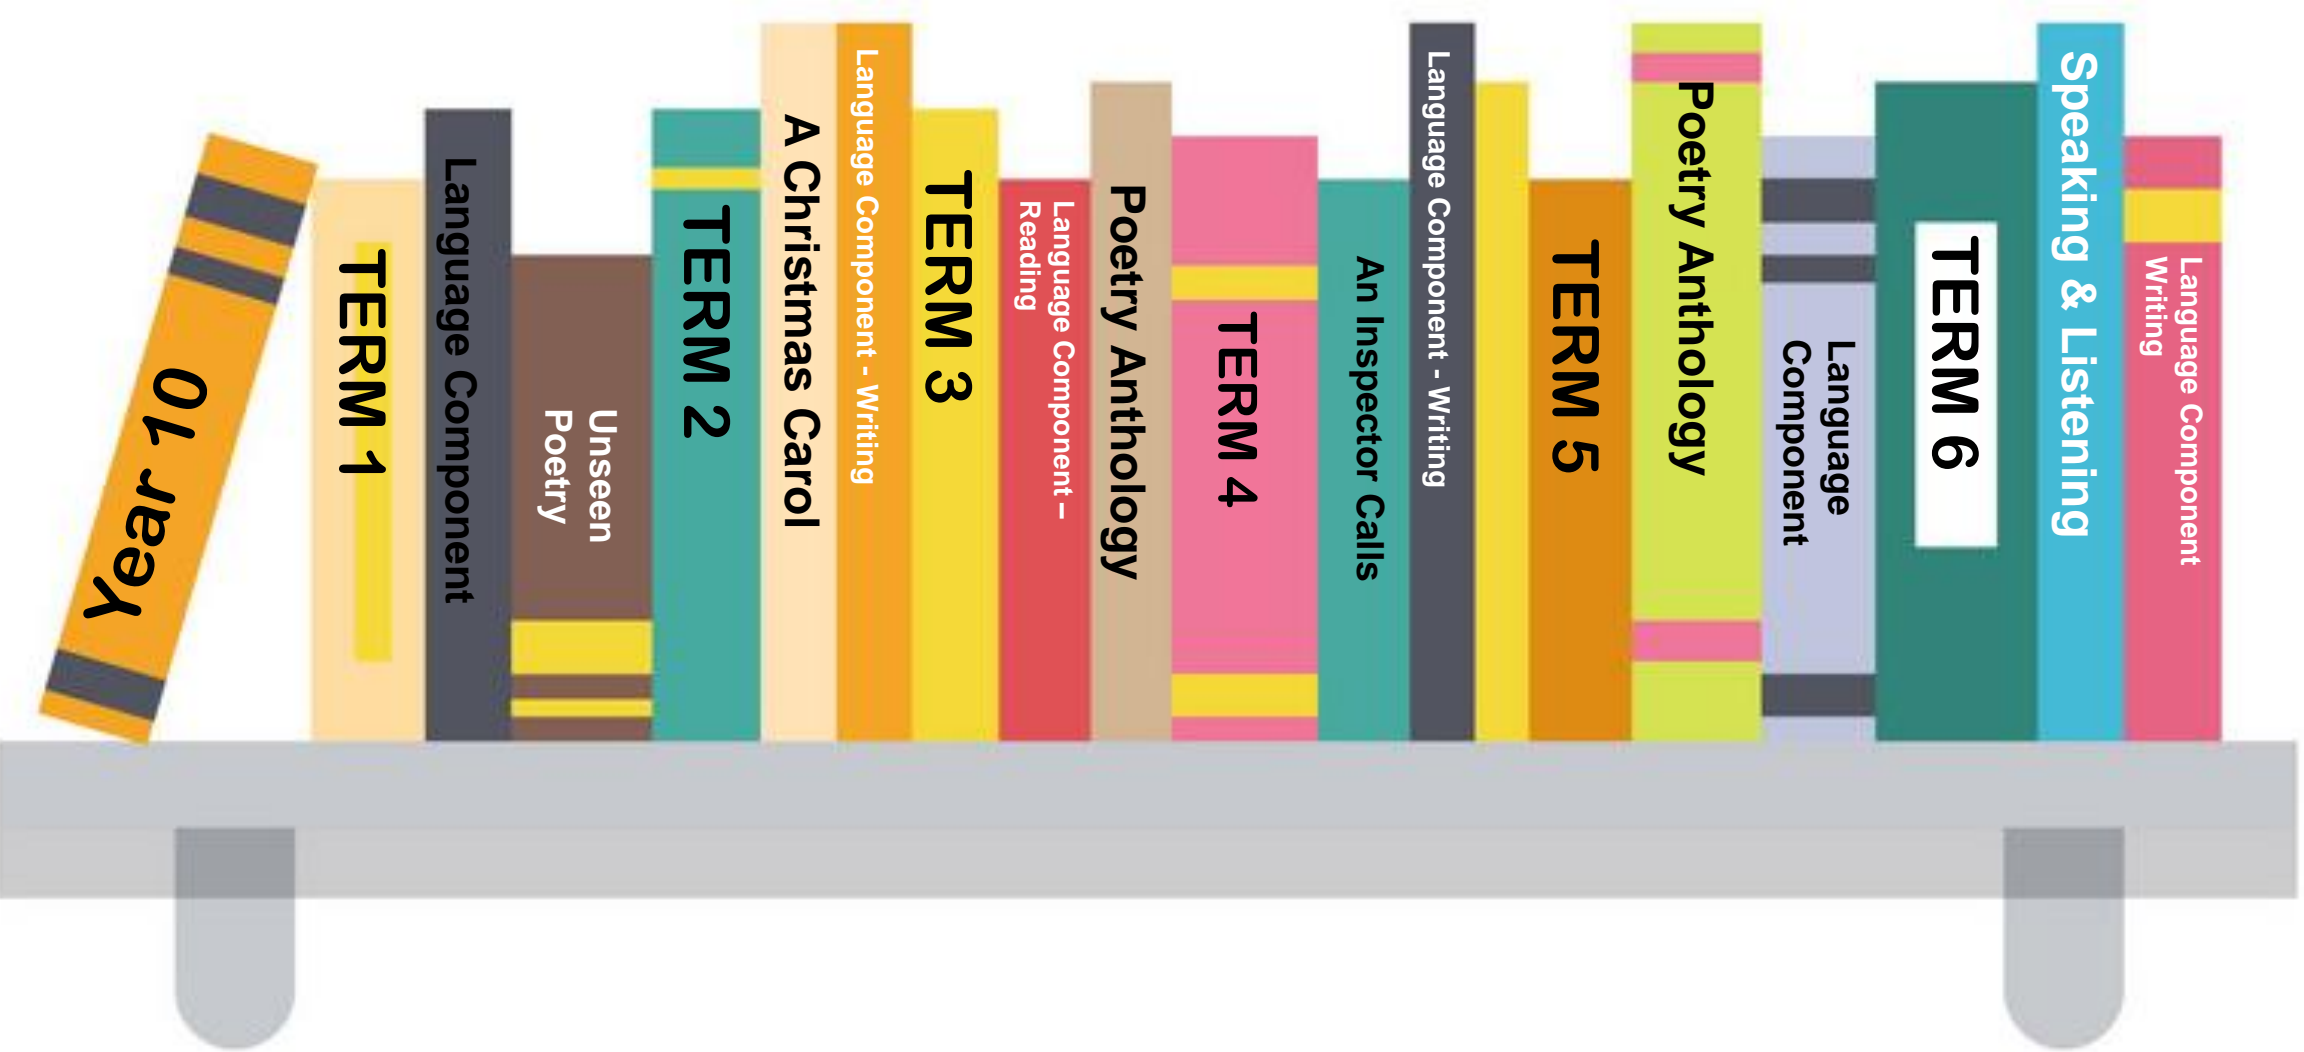 Year 10
TERM 1
Language Component
Unseen
Poetry
TERM 2
A Christmas Carol
Language Component - Writing
TERM 3
Language Component –
Reading
Poetry Anthology
TERM 4
An Inspector Calls
Language Component - Writing
TERM 5
Poetry Anthology
Language
Component
TERM 6
Speaking & Listening
Language Component
Writing